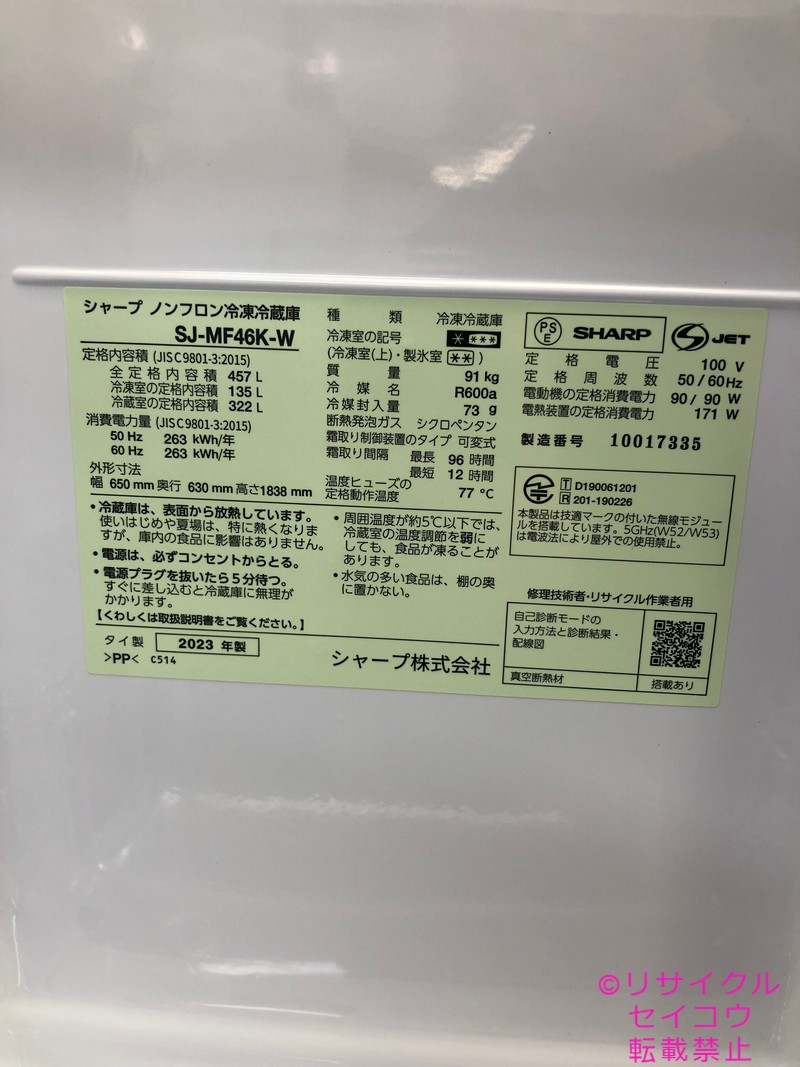 シャープ ノンフロン冷凍冷蔵庫
SJ-MF46K-W
定格内容積 (JIS C 9801-3:2015)
全定格内容積 457 L
冷凍室の定格内容積 135 L
冷蔵室の定格内容積 322 L
消費電力量 (JIS C 9801-3:2015)
50 Hz 263 kWh/年
60 Hz 263 kWh/年
外形寸法
幅 650 mm 奥行 630 mm 高さ1838 mm
種類 冷凍冷蔵庫
冷凍室の記号 * ***
(冷凍室(上)・製氷室 ** )
質量 91 kg
冷媒名 R600a
冷媒封入量 73 g
断熱発泡ガス シクロペンタン
霜取り制御装置のタイプ 可変式
霜取り間隔 最長 96 時間
最短 12 時間
温度ヒューズの
定格動作温度 77 ℃
PS
E
SHARP
JET
定格電圧 100 V
定格周波数 50/60Hz
電動機の定格消費電力 90/ 90 W
電熱装置の定格消費電力 171 W
製造番号 10017335
T D190061201
R 201-190226
本製品は技適マークの付いた無線モジュー
ルを搭載しています。5GHz(W52/W53)
は電波法により屋外での使用禁止。
• 冷蔵庫は、表面から放熱しています。
使いはじめや夏場は、特に熱くなりま
すが、庫内の食品に影響はありません。
• 電源は、必ずコンセントからとる。
• 電源プラグを抜いたら5分待つ。
すぐに差し込むと冷蔵庫に無理が
かかります。
【くわしくは取扱説明書をご覧ください。】
• 周囲温度が約5℃以下では、
冷蔵室の温度調節を弱に
しても、食品が凍ることが
あります。
• 水気の多い食品は、棚の奥
に置かない。
タイ製 2023 年製
>PP< C514
シャープ株式会社
修理技術者・リサイクル作業者用
自己診断モードの
入力方法と診断結果・
配線図
真空断熱材 搭載あり
©リサイクル
セイコウ
転載禁止